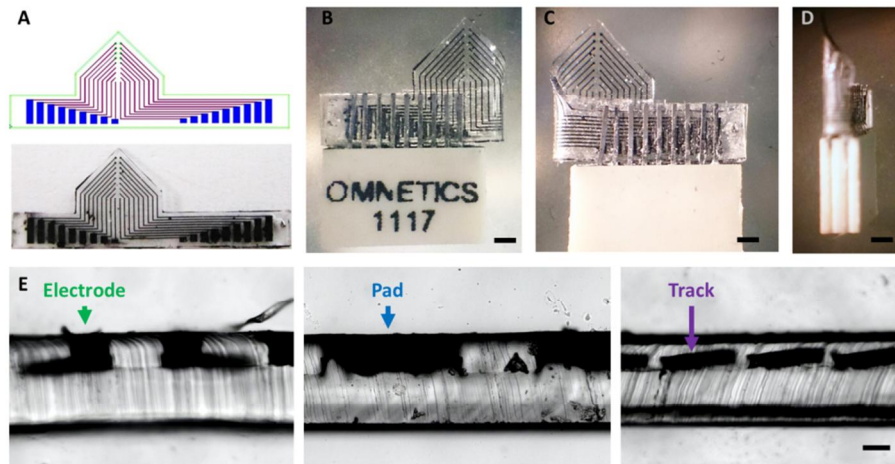 A
B
C
D
OMNETICS
1117
E
Electrode
Pad
Track